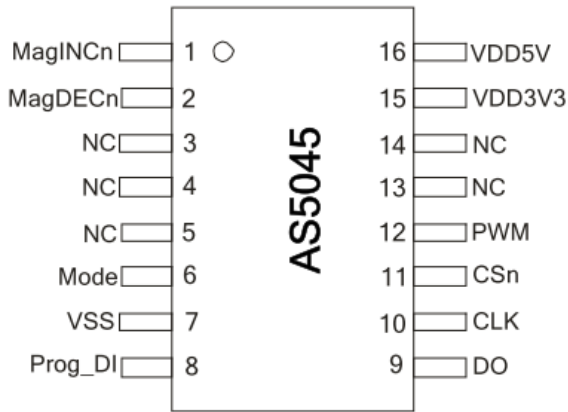 MagINCn 1 16 VDD5V
MagDECn 2 15 VDD3V3
NC 3 14 NC
NC 4 13 NC
NC 5 12 PWM
Mode 6 11 CSn
VSS 7 10 CLK
Prog_DI 8 9 DO
AS5045